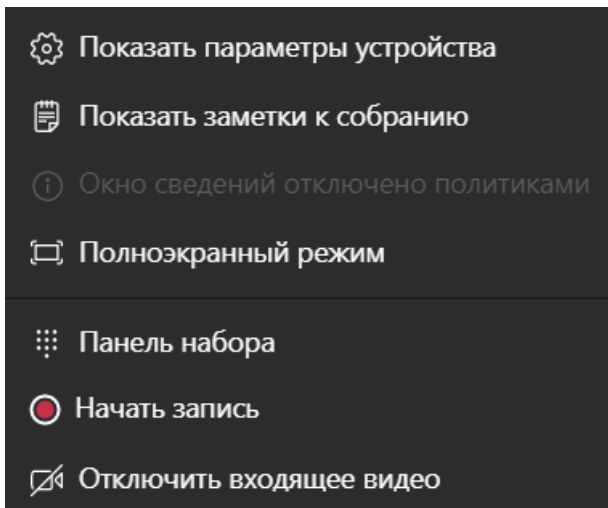 Показать параметры устройства
Показать заметки к собранию
Окно сведений отключено политиками
Полноэкранный режим
Панель набора
Начать запись
Отключить входящее видео